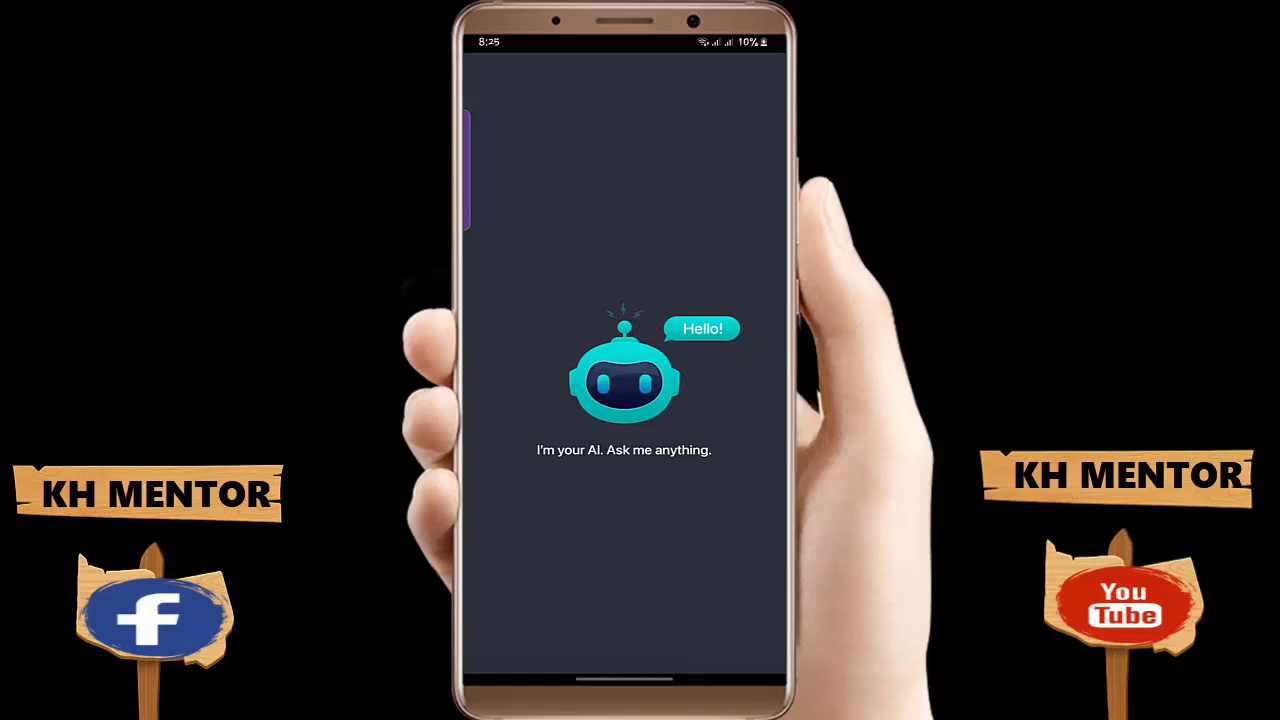 8:25
10%
Hello!
I'm your AI. Ask me anything.
KH MENTOR
KH MENTOR
f
You
Tube